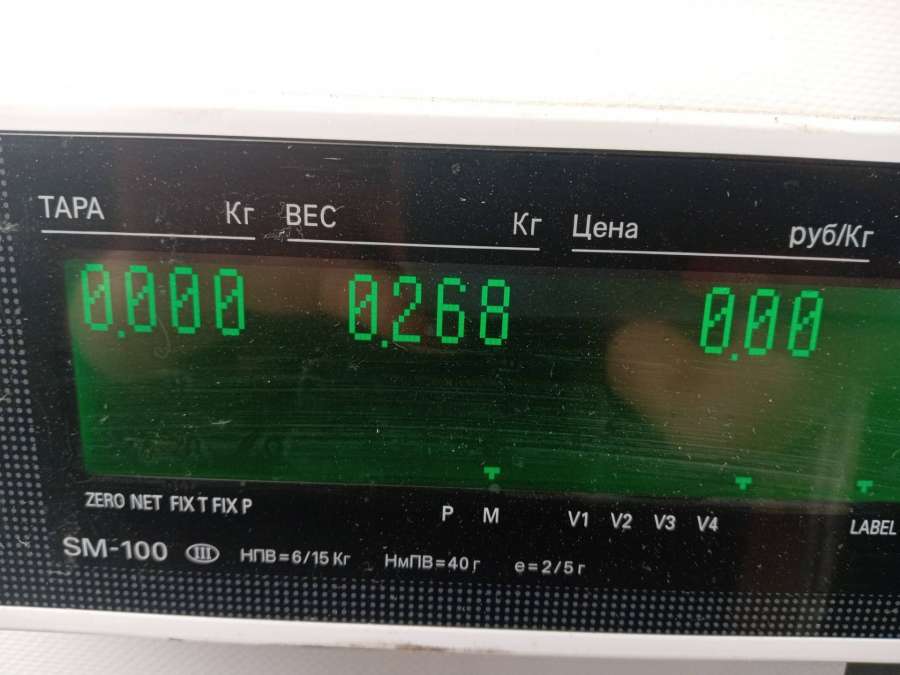 ТАРА Кг ВЕС Кг Цена руб/Кг
0.000 0.268 0.00
ZERO NET FIX T FIX P P M V1 V2 V3 V4 LABEL
SM-100 III НПВ=6/15 Кг НмПВ=40 г e=2/5 г